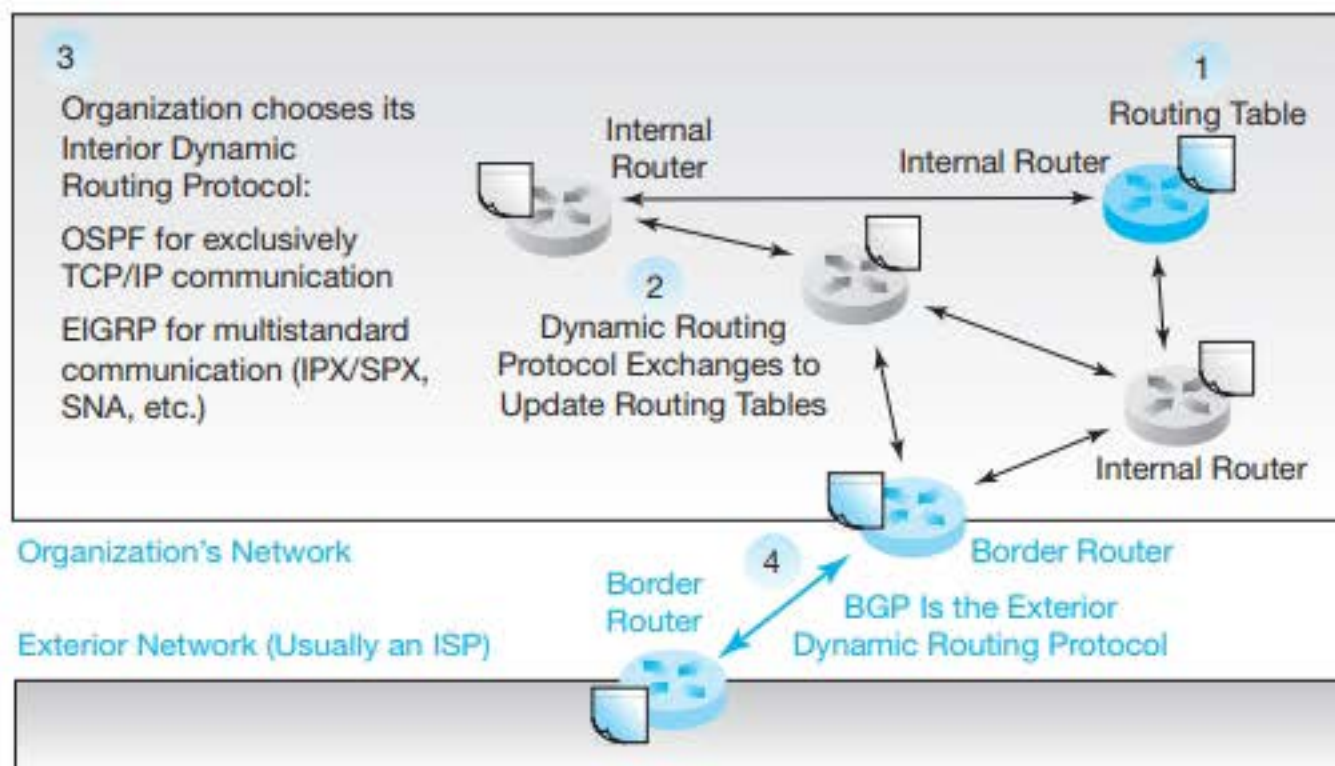 3
Organization chooses its
Interior Dynamic
Routing Protocol:
OSPF for exclusively
TCP/IP communication
EIGRP for multistandard
communication (IPX/SPX,
SNA, etc.)
Internal
Router
Internal Router
1
Routing Table
2
Dynamic Routing
Protocol Exchanges to
Update Routing Tables
Internal Router
Organization's Network
4
Border Router
Border
Router
BGP Is the Exterior
Dynamic Routing Protocol
Exterior Network (Usually an ISP)